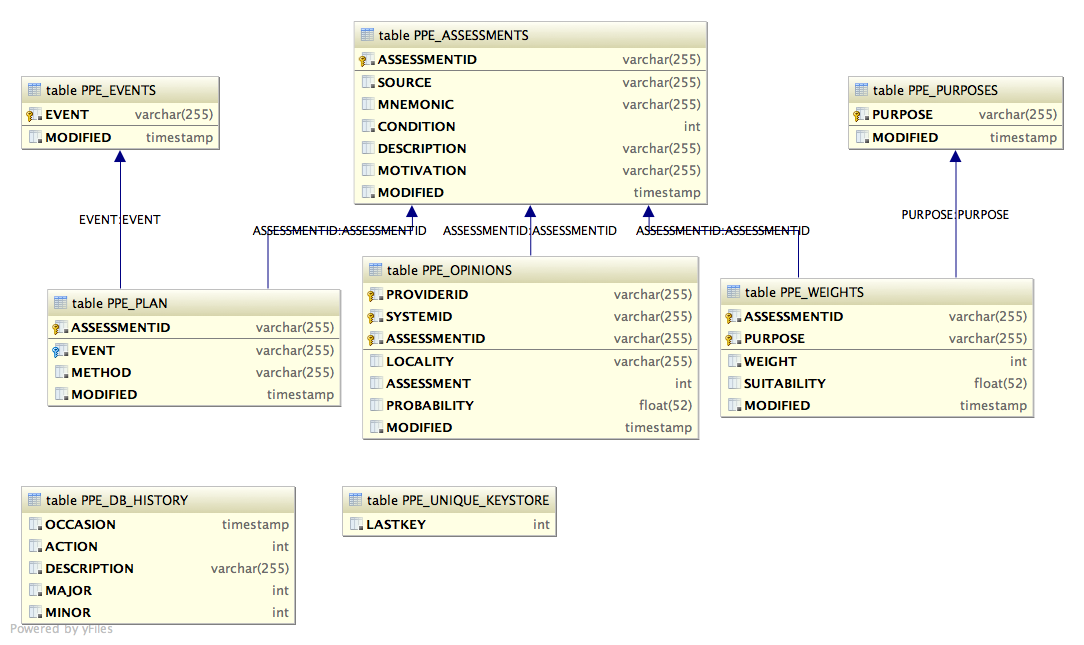 table PPE_ASSESSMENTS
ASSESSMENTID varchar(255)
SOURCE varchar(255)
MNEMONIC varchar(255)
CONDITION int
DESCRIPTION varchar(255)
MOTIVATION varchar(255)
MODIFIED timestamp
table PPE_EVENTS
EVENT varchar(255)
MODIFIED timestamp
table PPE_PURPOSES
PURPOSE varchar(255)
MODIFIED timestamp
EVENT:EVENT
ASSESSMENTID:ASSESSMENTID
ASSESSMENTID:ASSESSMENTID
ASSESSMENTID:ASSESSMENTID
PURPOSE:PURPOSE
table PPE_PLAN
ASSESSMENTID varchar(255)
EVENT varchar(255)
METHOD varchar(255)
MODIFIED timestamp
table PPE_OPINIONS
PROVIDERID varchar(255)
SYSTEMID varchar(255)
ASSESSMENTID varchar(255)
LOCALITY varchar(255)
ASSESSMENT int
PROBABILITY float(52)
MODIFIED timestamp
table PPE_WEIGHTS
ASSESSMENTID varchar(255)
PURPOSE varchar(255)
WEIGHT int
SUITABILITY float(52)
MODIFIED timestamp
table PPE_DB_HISTORY
OCCASION timestamp
ACTION int
DESCRIPTION varchar(255)
MAJOR int
MINOR int
table PPE_UNIQUE_KEYSTORE
LASTKEY int
Powered by yFiles